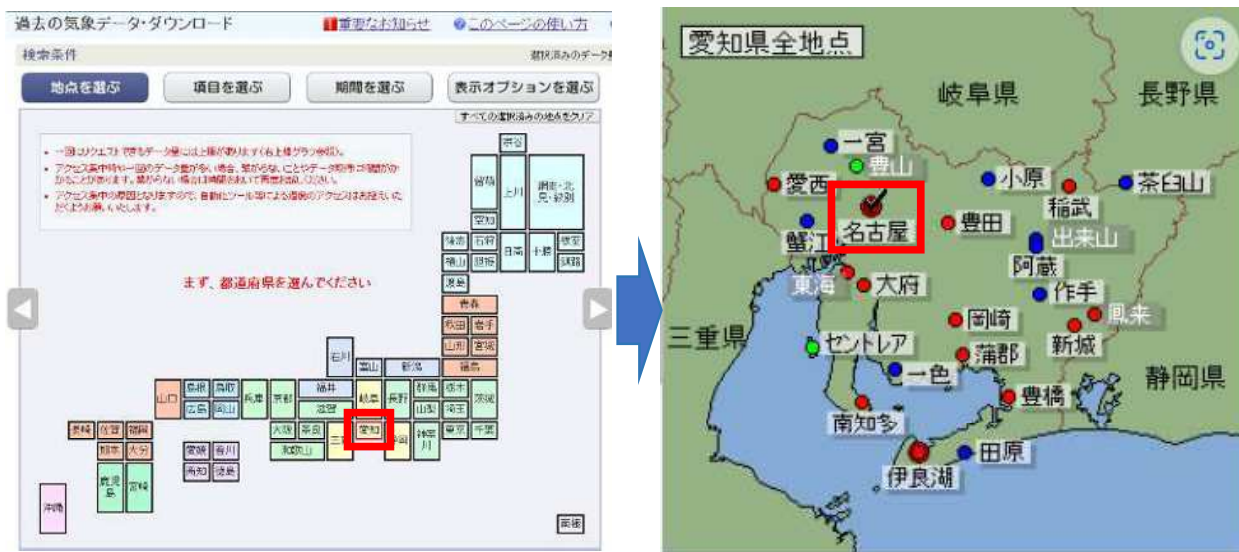 過去の気象データ・ダウンロード
重要なお知らせ
このページの使い方
検索条件
選択済みのデータ量
地点を選ぶ
項目を選ぶ
期間を選ぶ
表示オプションを選ぶ
すべての選択済みの地点をクリア
まず、都道府県を選んでください
宗谷
留萌
上川
網走・北見・紋別
空知
石狩
日高
十勝
根室
釧路
渡島
青森
秋田
岩手
山形
宮城
福島
石川
富山
新潟
山口
島根
鳥取
兵庫
京都
福井
岐阜
長野
群馬
栃木
茨城
広島
岡山
滋賀
山梨
埼玉
長崎
佐賀
福岡
大阪
奈良
愛知
神奈川
東京
千葉
熊本
大分
愛媛
香川
和歌山
高知
徳島
鹿児島
宮崎
沖縄
南極
愛知県全地点
岐阜県
長野県
一宮
豊山
愛西
小原
稲武
茶臼山
名古屋
豊田
蟹江
出来山
阿蔵
東海
大府
作手
三重県
岡崎
鳳来
新城
セントレア
蒲郡
一色
静岡県
豊橋
南知多
田原
伊良湖